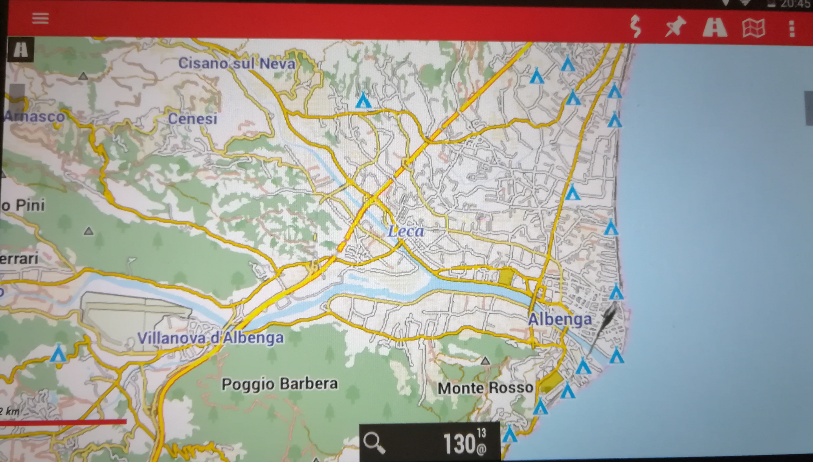 20:45
Cisano sul Neva
Arnasco
Cenesi
o Pini
Leca
errari
o
Albenga
Villanova d'Albenga
Poggio Barbera
Monte Rosso
2 km
130 13 @